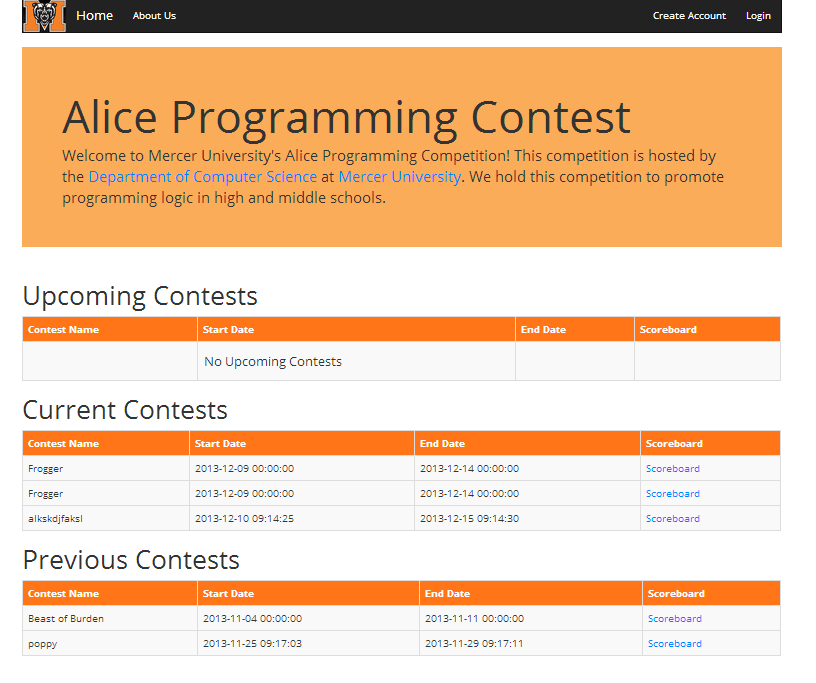 Home About Us Create Account Login
Alice Programming Contest
Welcome to Mercer University's Alice Programming Competition! This competition is hosted by
the Department of Computer Science at Mercer University. We hold this competition to promote
programming logic in high and middle schools.
Upcoming Contests
Contest Name Start Date End Date Scoreboard
No Upcoming Contests
Current Contests
Contest Name Start Date End Date Scoreboard
Frogger 2013-12-09 00:00:00 2013-12-14 00:00:00 Scoreboard
Frogger 2013-12-09 00:00:00 2013-12-14 00:00:00 Scoreboard
alkskdjfaksl 2013-12-10 09:14:25 2013-12-15 09:14:30 Scoreboard
Previous Contests
Contest Name Start Date End Date Scoreboard
Beast of Burden 2013-11-04 00:00:00 2013-11-11 00:00:00 Scoreboard
poppy 2013-11-25 09:17:03 2013-11-29 09:17:11 Scoreboard